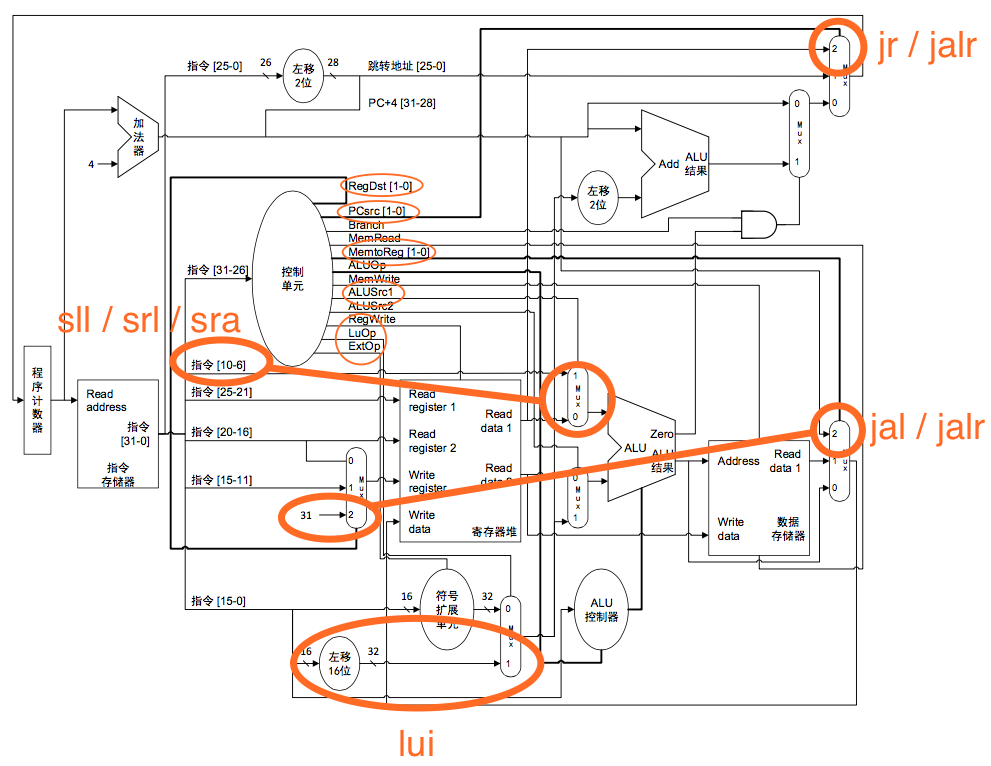 jr / jalr
指令 [25-0]
26
左移
2位
28
跳转地址 [25-0]
2
1
Mux
0
PC+4 [31-28]
加法器
4
0
Mux
1
Add
ALU
结果
左移
2位
RegDst [1-0]
PCsrc [1-0]
Branch
MemRead
MemtoReg [1-0]
ALUOp
MemWrite
ALUSrc1
ALUSrc2
RegWrite
LuOp
ExtOp
控制
单元
指令 [31-26]
sll / srl / sra
指令 [10-6]
指令 [25-21]
指令 [20-16]
指令 [15-11]
31
0
1
Mux
2
程序计数器
Read
address
指令
[31-0]
指令
存储器
Read
register 1
Read
register 2
Write
register
Write
data
Read
data 1
Read
data 2
寄存器堆
1
Mux
0
0
Mux
1
Zero
ALU
ALU
结果
Address
Read
data 1
Write
data
数据
存储器
2
1
Mux
0
jal / jalr
指令 [15-0]
16
符号
扩展
单元
32
0
Mux
1
16
左移
16位
32
ALU
控制器
lui